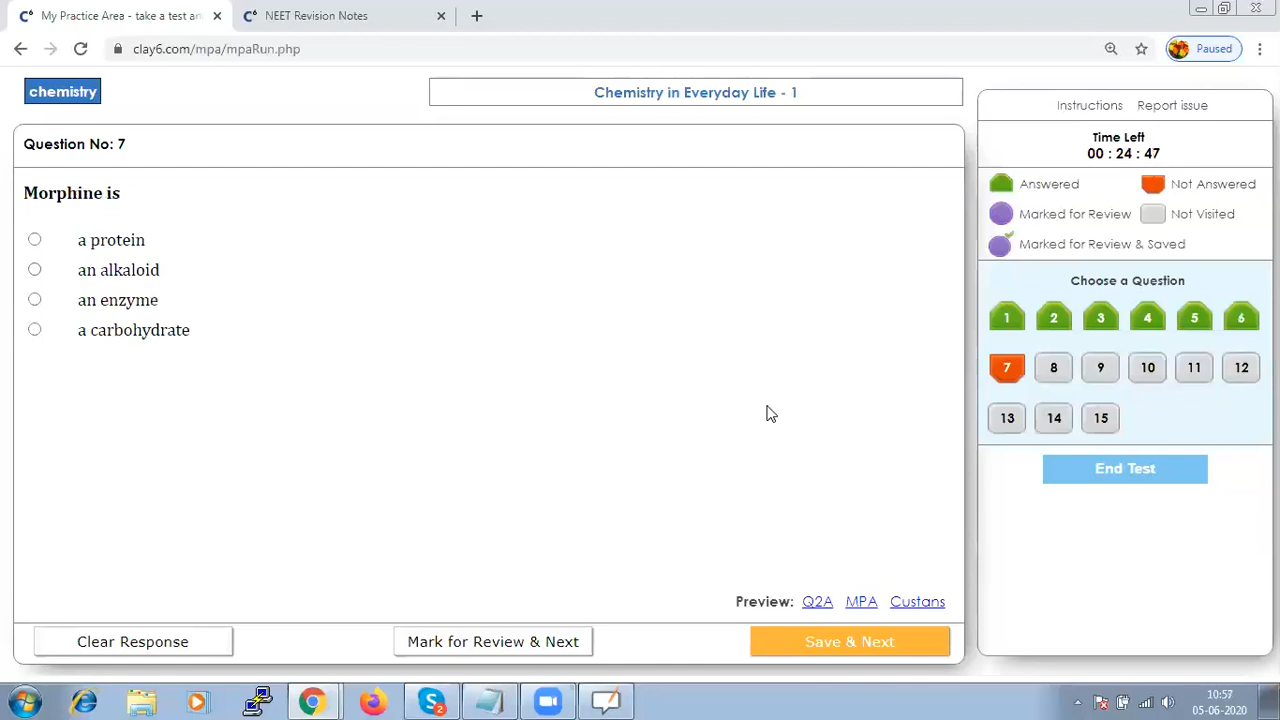 My Practice Area - take a test an
NEET Revision Notes
clay6.com/mpa/mpaRun.php
Paused
chemistry
Chemistry in Everyday Life - 1
Instructions Report issue
Question No: 7
Time Left
00 : 24 : 47
Morphine is
a protein
an alkaloid
an enzyme
a carbohydrate
Answered
Not Answered
Marked for Review
Not Visited
Marked for Review & Saved
Choose a Question
1 2 3 4 5 6
7 8 9 10 11 12
13 14 15
End Test
Preview: Q2A MPA Custans
Clear Response
Mark for Review & Next
Save & Next
2
10:57
05-06-2020